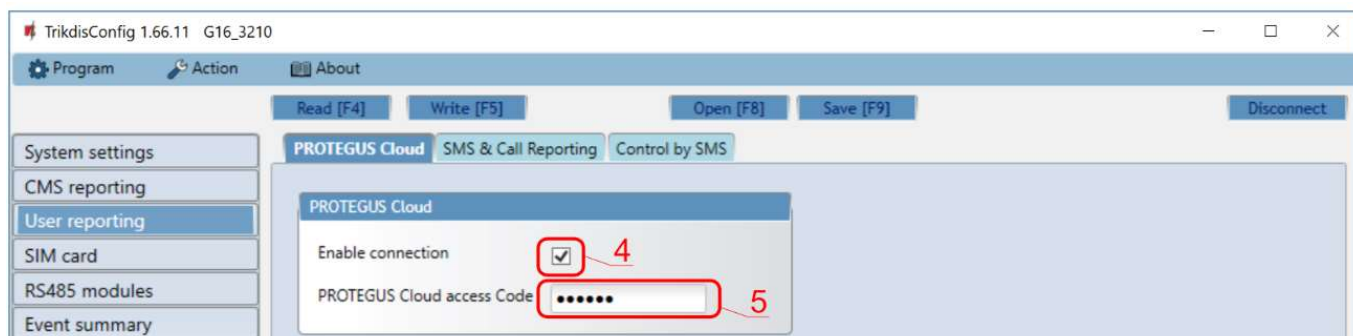 TrikdisConfig 1.66.11 G16_3210
Program Action About
Read [F4] Write [F5] Open [F8] Save [F9] Disconnect
System settings
CMS reporting
User reporting
SIM card
RS485 modules
Event summary
PROTEGUS Cloud SMS & Call Reporting Control by SMS
PROTEGUS Cloud
Enable connection 4
PROTEGUS Cloud access Code •••••• 5